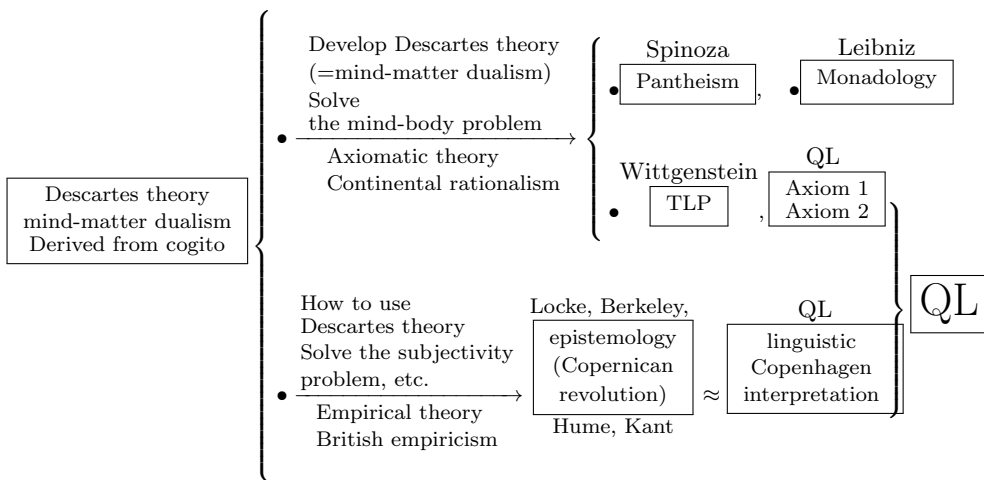 Descartes theory
mind-matter dualism
Derived from cogito
Develop Descartes theory
(=mind-matter dualism)
Solve
the mind-body problem
Axiomatic theory
Continental rationalism
Spinoza
• Pantheism ,
Leibniz
• Monadology
Wittgenstein
• TLP ,
QL
Axiom 1
Axiom 2
How to use
Descartes theory
Solve the subjectivity
problem, etc.
Empirical theory
British empiricism
Locke, Berkeley,
epistemology
(Copernican
revolution)
Hume, Kant
≈
QL
linguistic
Copenhagen
interpretation
QL